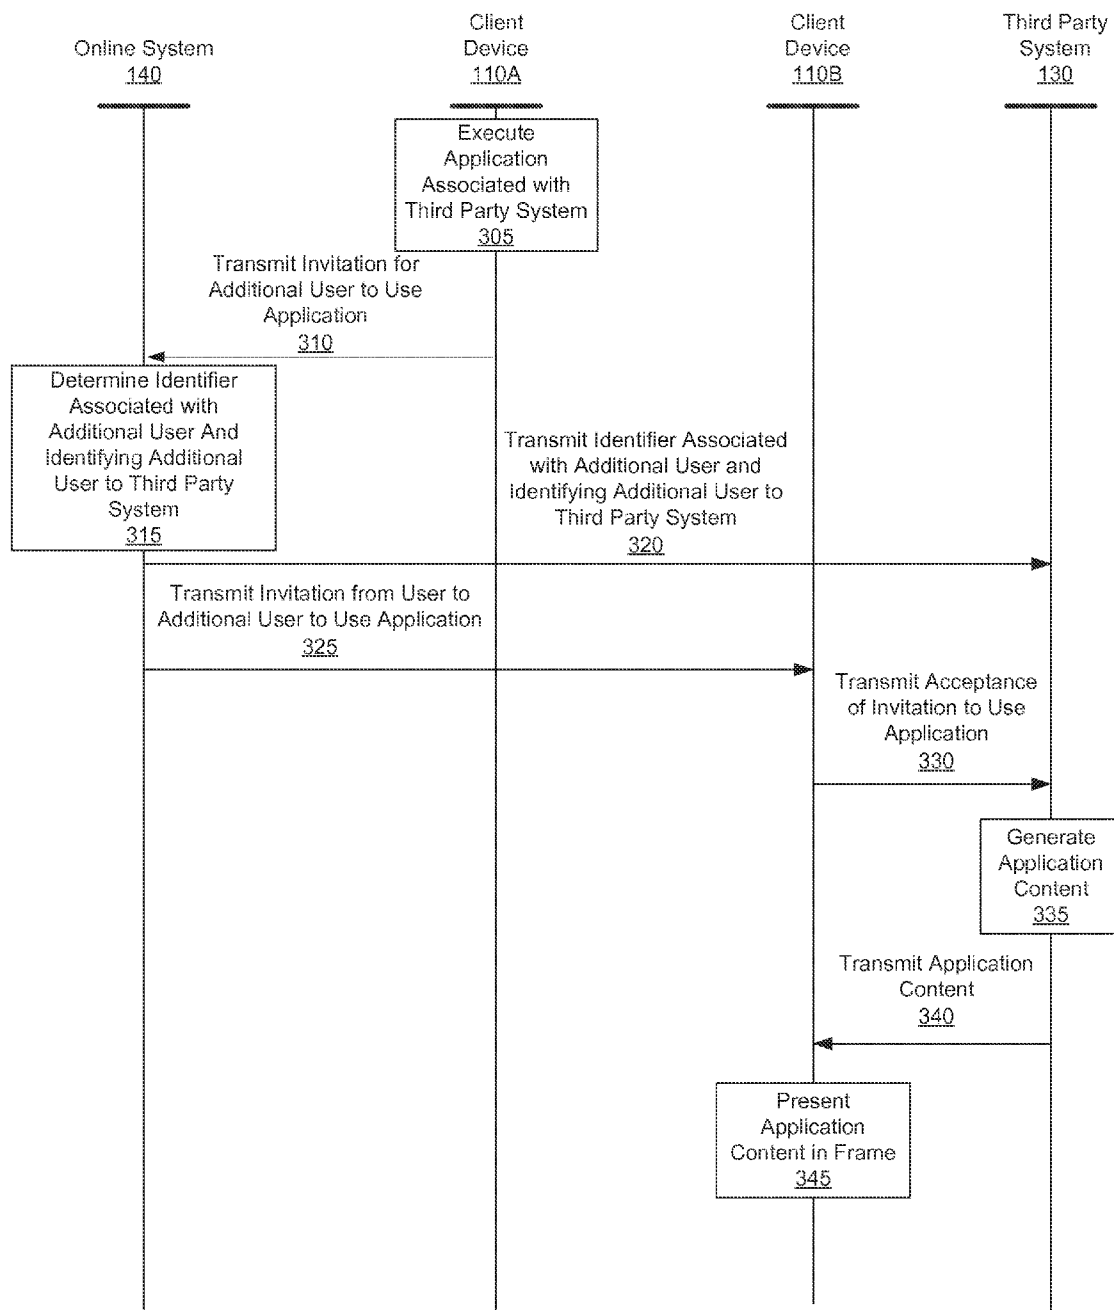 Online System
140
Client
Device
110A
Client
Device
110B
Third Party
System
130
Execute
Application
Associated with
Third Party System
305
Transmit Invitation for
Additional User to Use
Application
310
Determine Identifier
Associated with
Additional User And
Identifying Additional
User to Third Party
System
315
Transmit Identifier Associated
with Additional User and
Identifying Additional User to
Third Party System
320
Transmit Invitation from User to
Additional User to Use Application
325
Transmit Acceptance
of Invitation to Use
Application
330
Generate
Application
Content
335
Transmit Application
Content
340
Present
Application
Content in Frame
345